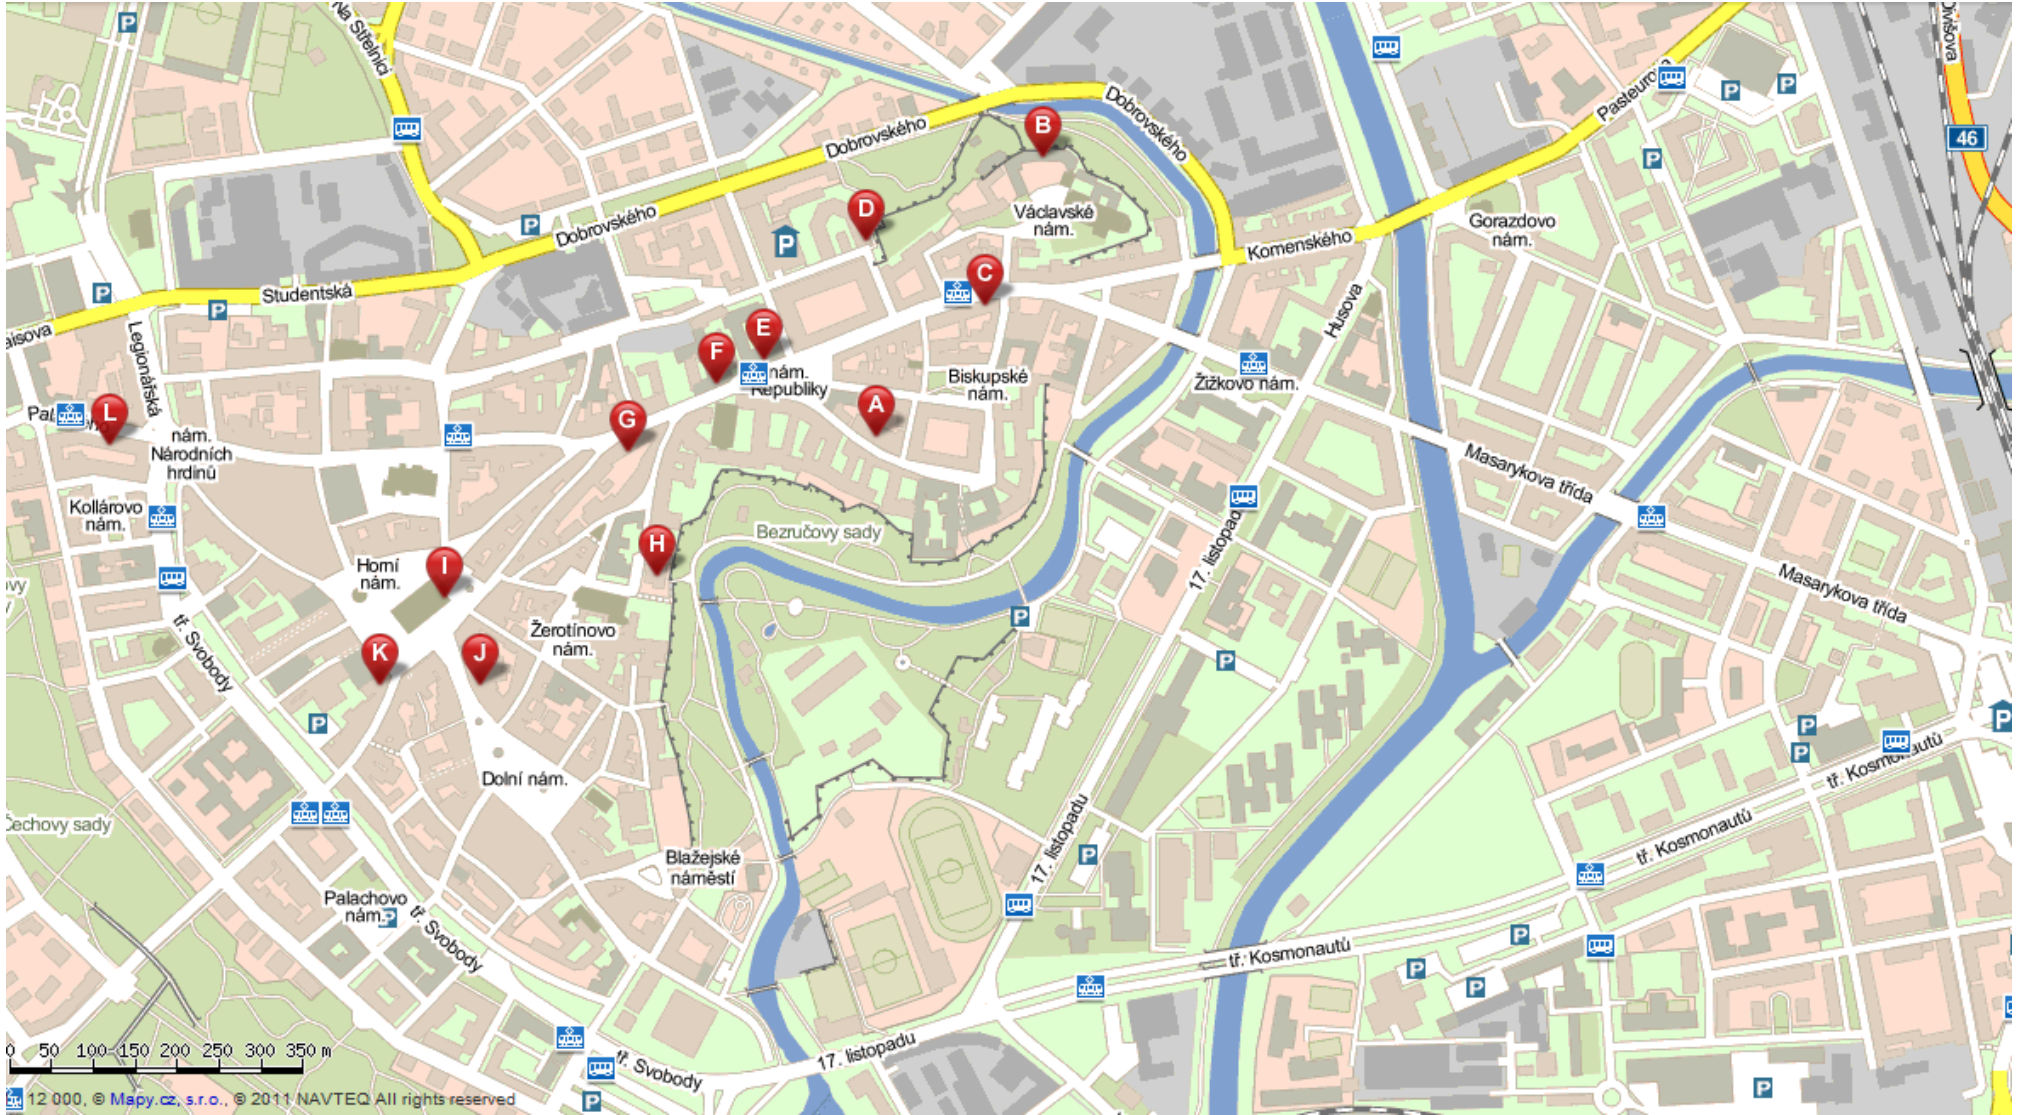 Na Střelnici
P
Divišova
Pasteurova
P
P
46
Dobrovského
B
Dobrovského
P
D
Václavské
nám.
Gorazdovo
nám.
P
Dobrovského
P
Komenského
C
P
Studentská
P
Legionářská
Husova
E
F
nám.
Republiky
Biskupské
nám.
Žižkovo nám.
A
L
G
nám.
Národních
hrdinů
Masarykova třída
Kollárovo
nám.
Bezručovy sady
17. listopadu
H
Horní
nám.
I
Masarykova třída
P
tř. Svobody
Žerotínovo
nám.
K
J
P
P
P
P
P
Dolní nám.
tř. Kosmonautů
Čechovy sady
17. listopadu
tř. Kosmonautů
P
Blažejské
náměstí
Palachovo
nám.
P
tř. Svobody
P
tř. Kosmonautů
P
P
17. listopadu
tř. Svobody
0 50 100 150 200 250 300 350 m
P
P
12 000, © Mapy.cz, s.r.o., © 2011 NAVTEQ All rights reserved